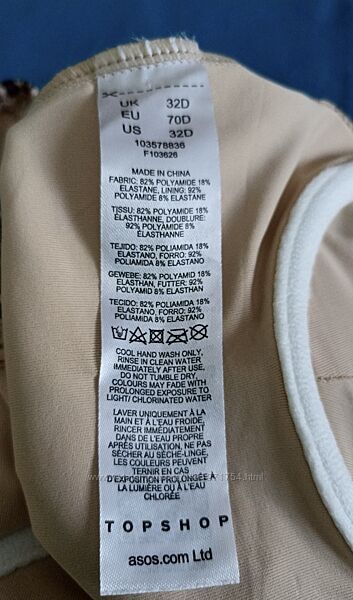 UK 32D
EU 70D
US 32D
103578836
F103626
MADE IN CHINA
FABRIC: 82% POLYAMIDE 18%
ELASTANE, LINING: 92%
POLYAMIDE 8% ELASTANE
TISSU: 82% POLYAMIDE 18%
ÉLASTHANNE, DOUBLURE:
92% POLYAMIDE 8%
ÉLASTHANNE
TEJIDO: 82% POLIAMIDA 18%
ELASTANO, FORRO: 92%
POLIAMIDA 8% ELASTANO
GEWEBE: 82% POLYAMID 18%
ELASTHAN, FUTTER: 92%
POLYAMID 8% ELASTHAN
TECIDO: 82% POLIAMIDA 18%
ELASTANO, FORRO: 92%
POLIAMIDA 8% ELASTANO
COOL HAND WASH ONLY,
RINSE IN CLEAN WATER
IMMEDIATELY AFTER USE.
DO NOT TUMBLE DRY.
COLOURS MAY FADE WITH
PROLONGED EXPOSURE TO
LIGHT/ CHLORINATED WATER
LAVER UNIQUEMENT À LA
MAIN ET À L'EAU FROIDE,
RINCER IMMÉDIATEMENT
DANS DE L'EAU PROPRE
APRÈS UTILISATION, NE PAS
SÉCHER AU SÈCHE-LINGE,
LES COULEURS PEUVENT
TERNIR EN CAS
D'EXPOSITION PROLONGÉE À
LA LUMIÈRE OU À L'EAU
CHLORÉE
TOPSHOP
asos.com Ltd